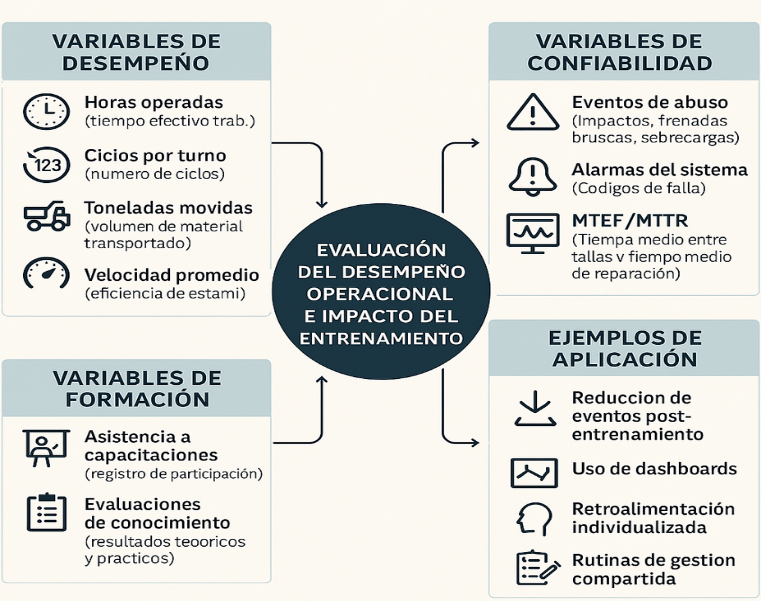 VARIABLES DE
DESEMPEÑO
Horas operadas
(tiempo efectivo trab.)
123
Cicios por turno
(numero de ciclos)
Toneladas movidas
(volumen de material
transportado)
Velocidad promedio
(eficiencia de estami)
VARIABLES DE
FORMACIÓN
Asistencia a
capacitaciones
(registro de participación)
Evaluaciones
de conocimiento
(resultados teooricos
y practicos)
EVALUACIÓN
DEL DESEMPEÑO
OPERACIONAL
E IMPACTO DEL
ENTRENAMIENTO
VARIABLES DE
CONFIABILIDAD
Eventos de abuso
(Impactos, frenadas
bruscas, sebrecargas)
Alarmas del sistema
(Codigos de falla)
MTEF/MTTR
(Tiempa medio entre
tallas v fiempo medio
de reparación)
EJEMPLOS DE
APLICACIÓN
Reduccion de
eventos post-
entrenamiento
Uso de dashboards
Retroalimentación
individualizada
Rutinas de gestion
compartida